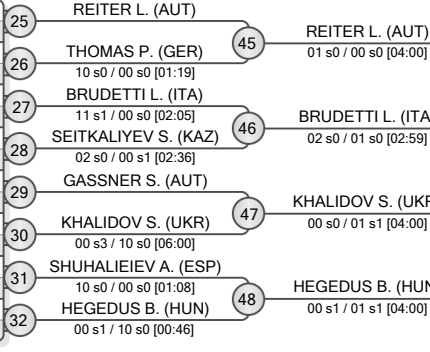 25
REITER L. (AUT)
26
THOMAS P. (GER)
10 s0 / 00 s0 [01:19]
45
REITER L. (AUT)
01 s0 / 00 s0 [04:00]
27
BRUDETTI L. (ITA)
11 s1 / 00 s0 [02:05]
28
SEITKALIYEV S. (KAZ)
02 s0 / 00 s1 [02:36]
46
BRUDETTI L. (ITA
02 s0 / 01 s0 [02:59]
29
GASSNER S. (AUT)
30
KHALIDOV S. (UKR)
00 s3 / 10 s0 [06:00]
47
KHALIDOV S. (UKR
00 s0 / 01 s1 [04:00]
31
SHUHALIEIEV A. (ESP)
10 s0 / 00 s0 [01:08]
32
HEGEDUS B. (HUN)
00 s1 / 10 s0 [00:46]
48
HEGEDUS B. (HUN
00 s1 / 01 s1 [04:00]